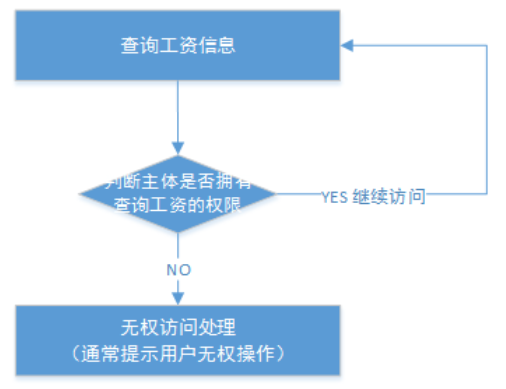 查询工资信息
判断主体是否拥有
查询工资的权限
YES 继续访问
NO
无权访问处理
（通常提示用户无权操作）